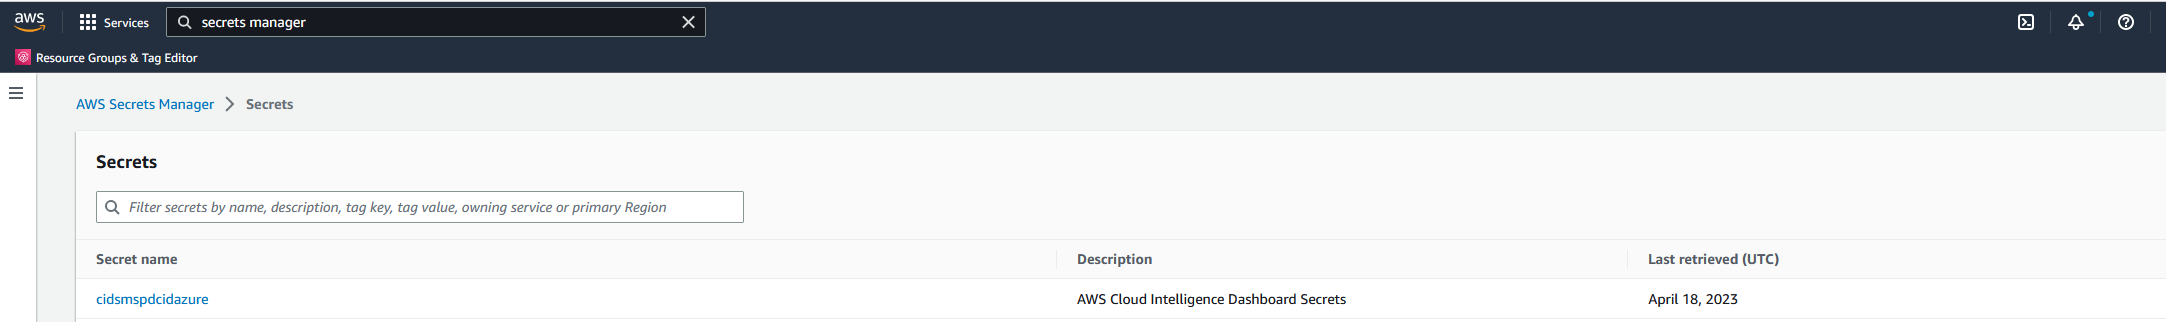 aws Services secrets manager
Resource Groups & Tag Editor
AWS Secrets Manager Secrets
Secrets
Filter secrets by name, description, tag key, tag value, owning service or primary Region
Secret name Description Last retrieved (UTC)
cidsmspdcidazure AWS Cloud Intelligence Dashboard Secrets April 18, 2023